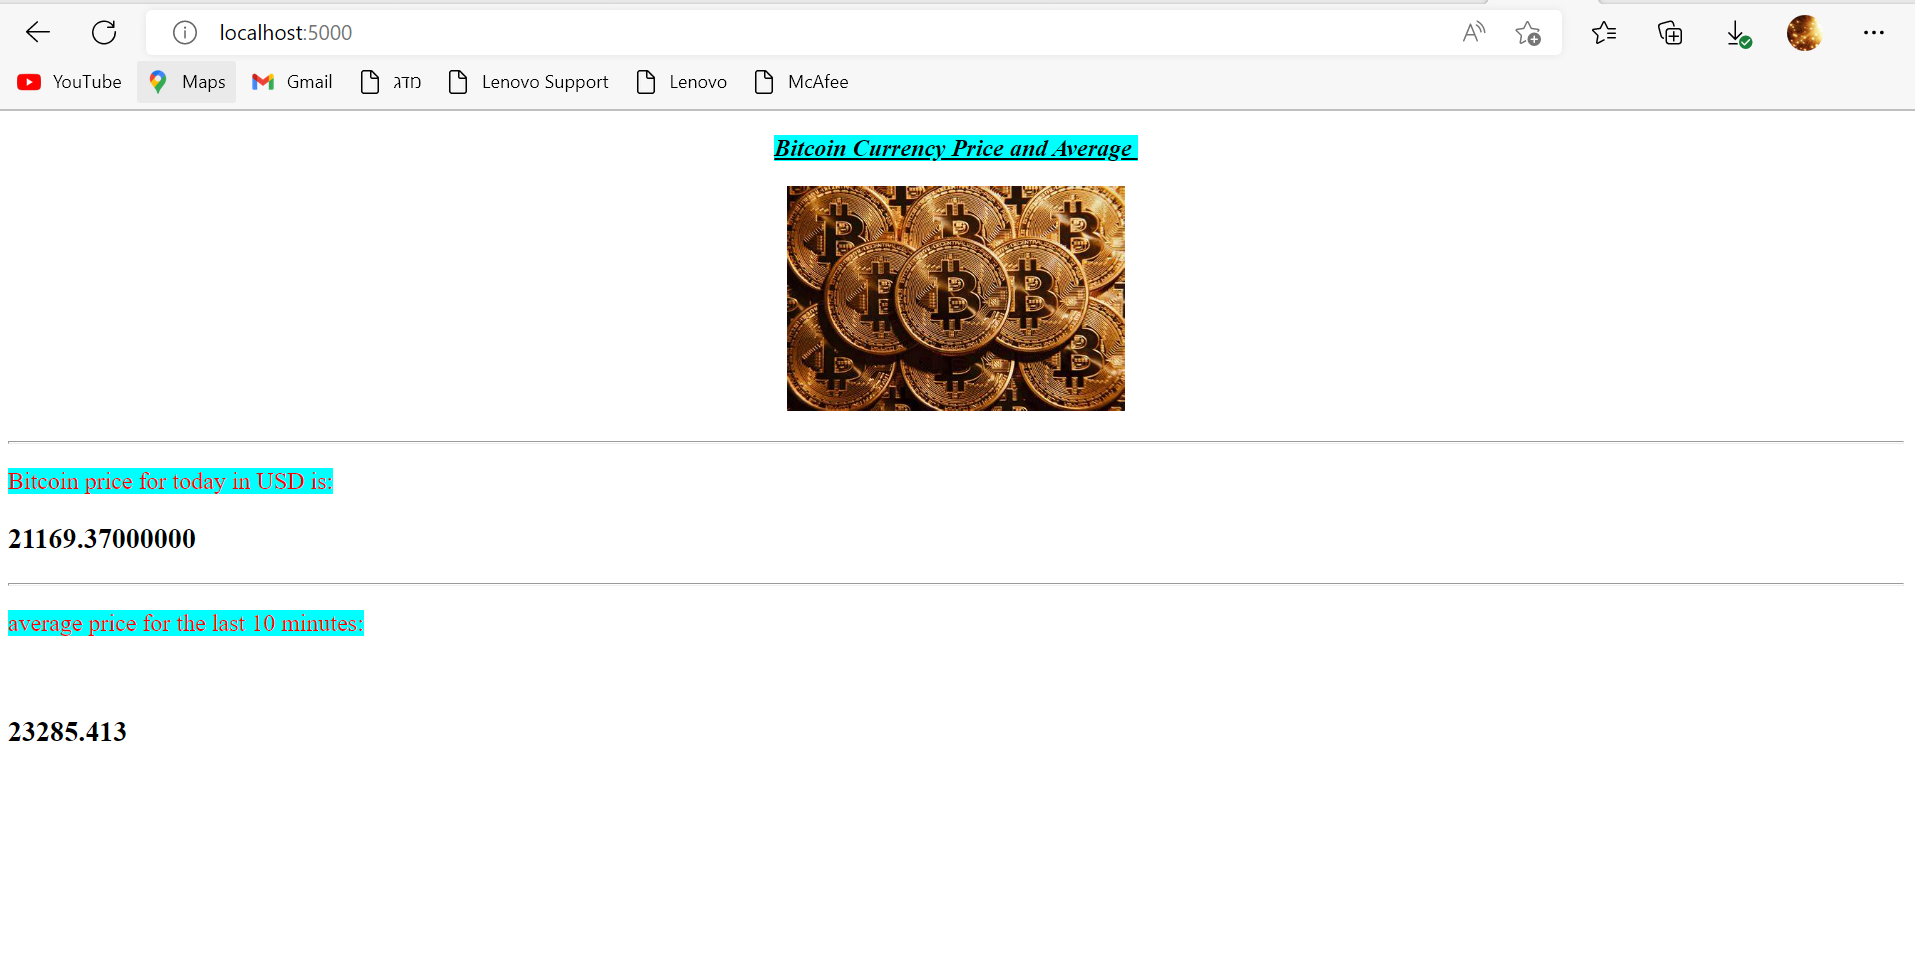 localhost:5000
YouTube Maps Gmail מדג Lenovo Support Lenovo McAfee
Bitcoin Currency Price and Average
Bitcoin price for today in USD is:
21169.37000000
average price for the last 10 minutes:
23285.413